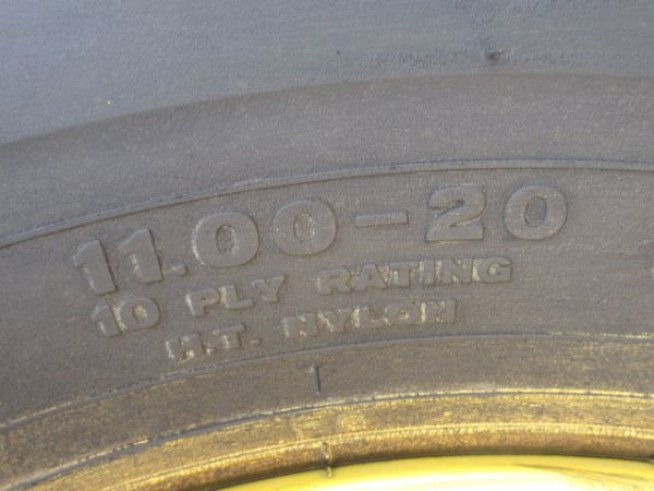 11.00-20
10 PLY RATING
H.T. NYLON